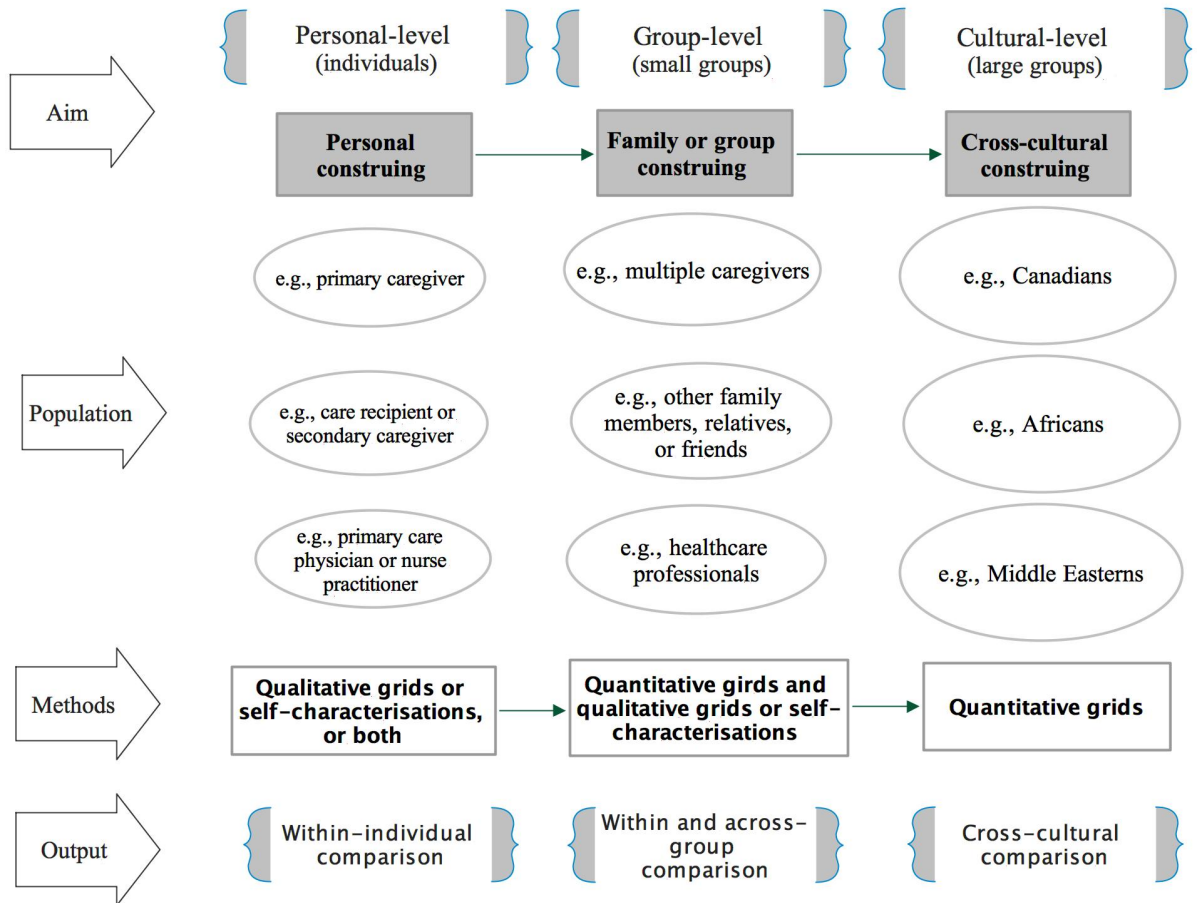 Aim
Personal-level
(individuals)
Group-level
(small groups)
Cultural-level
(large groups)
Personal
construing
Family or group
construing
Cross-cultural
construing
Population
e.g., primary caregiver
e.g., multiple caregivers
e.g., Canadians
e.g., care recipient or
secondary caregiver
e.g., other family
members, relatives,
or friends
e.g., Africans
e.g., primary care
physician or nurse
practitioner
e.g., healthcare
professionals
e.g., Middle Easterns
Methods
Qualitative grids or
self-characterisations,
or both
Quantitative girds and
qualitative grids or self-
characterisations
Quantitative grids
Output
Within-individual
comparison
Within and across-
group
comparison
Cross-cultural
comparison